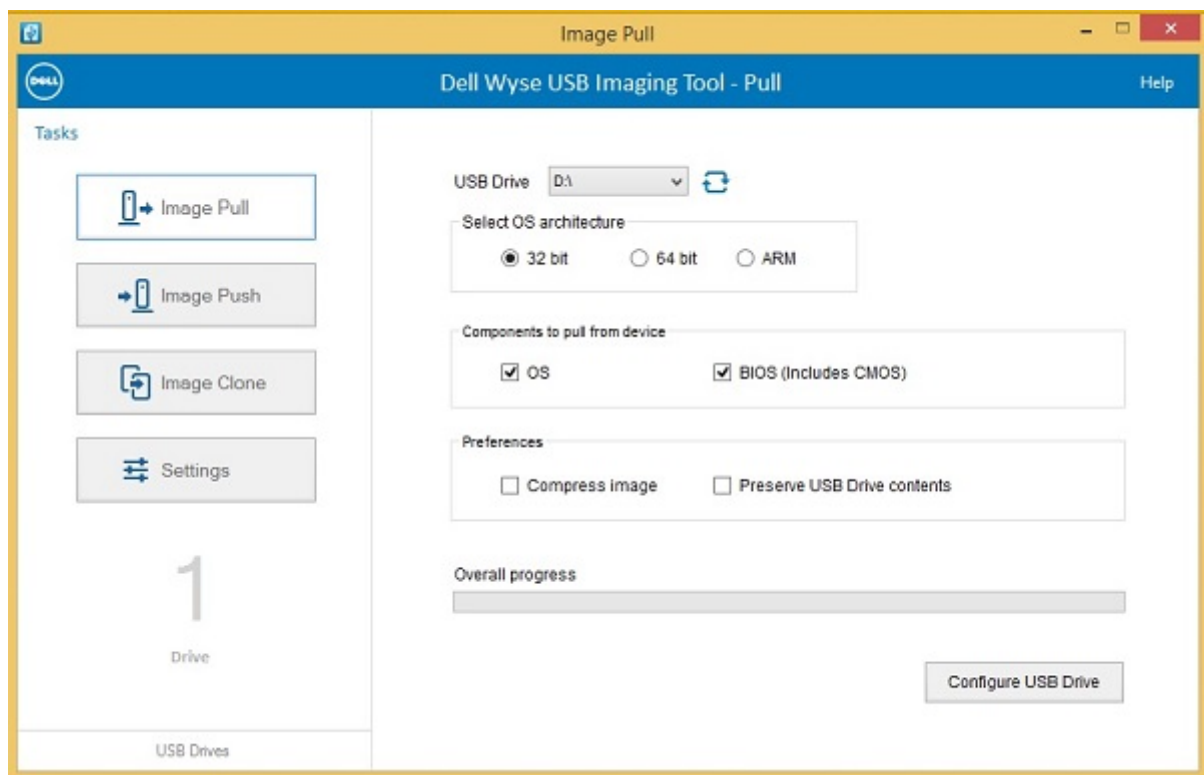 Image Pull
DELL
Dell Wyse USB Imaging Tool - Pull
Help
Tasks
Image Pull
Image Push
Image Clone
Settings
1
Drive
USB Drives
USB Drive D:\
Select OS architecture
32 bit 64 bit ARM
Components to pull from device
OS BIOS (Includes CMOS)
Preferences
Compress image Preserve USB Drive contents
Overall progress
Configure USB Drive